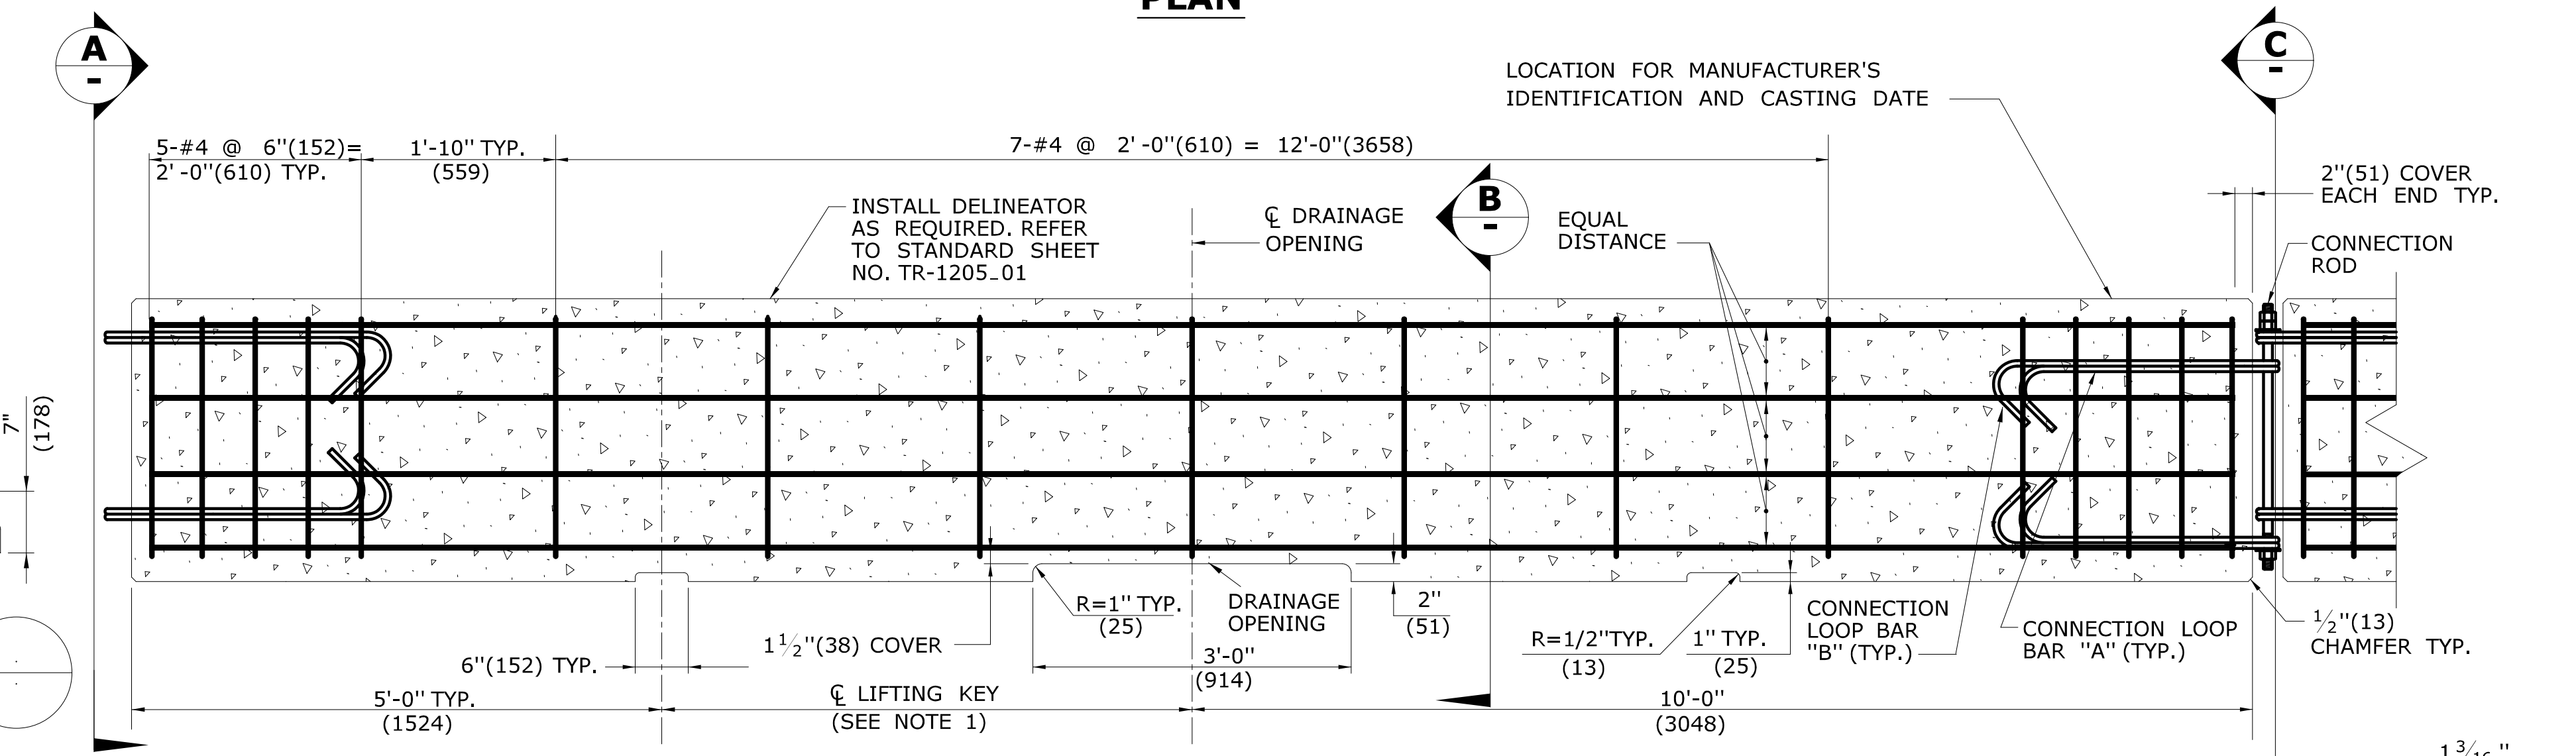 PLAN
A
-
C
-
LOCATION FOR MANUFACTURER'S
IDENTIFICATION AND CASTING DATE
5-#4 @ 6"(152)=
2'-0"(610) TYP.
1'-10" TYP.
(559)
7-#4 @ 2'-0"(610) = 12'-0"(3658)
2"(51) COVER
EACH END TYP.
INSTALL DELINEATOR
AS REQUIRED. REFER
TO STANDARD SHEET
NO. TR-1205_01
℄ DRAINAGE
OPENING
B
-
EQUAL
DISTANCE
CONNECTION
ROD
7"
(178)
R=1" TYP.
(25)
DRAINAGE
OPENING
2"
(51)
1½"(38) COVER
6"(152) TYP.
3'-0"
(914)
R=1/2"TYP.
(13)
1" TYP.
(25)
CONNECTION
LOOP BAR
"B" (TYP.)
CONNECTION LOOP
BAR "A" (TYP.)
½"(13)
CHAMFER TYP.
5'-0" TYP.
(1524)
℄ LIFTING KEY
(SEE NOTE 1)
10'-0"
(3048)
1 3/16"